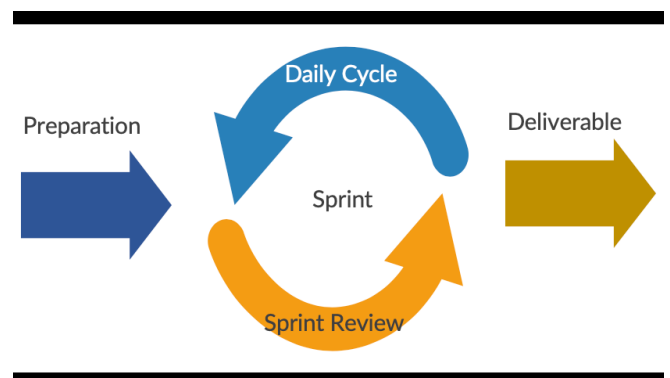 Daily Cycle
Preparation
Deliverable
Sprint
Sprint Review